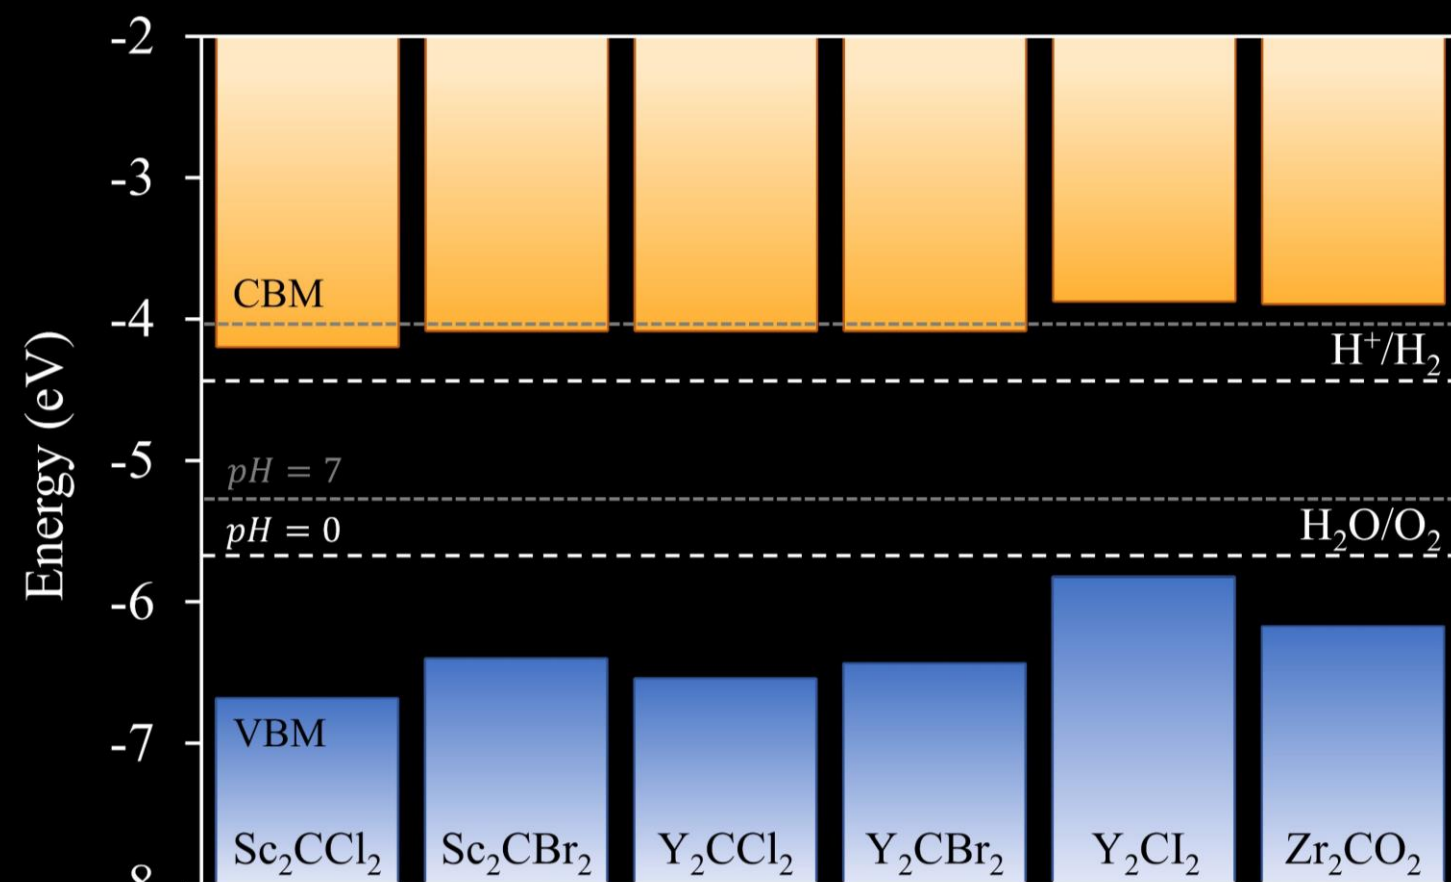 -2
-3
CBM
-4
H⁺/H₂
Energy (eV)
-5
pH = 7
pH = 0
H₂O/O₂
-6
VBM
-7
Sc₂CCl₂ Sc₂CBr₂ Y₂CCl₂ Y₂CBr₂ Y₂CI₂ Zr₂CO₂